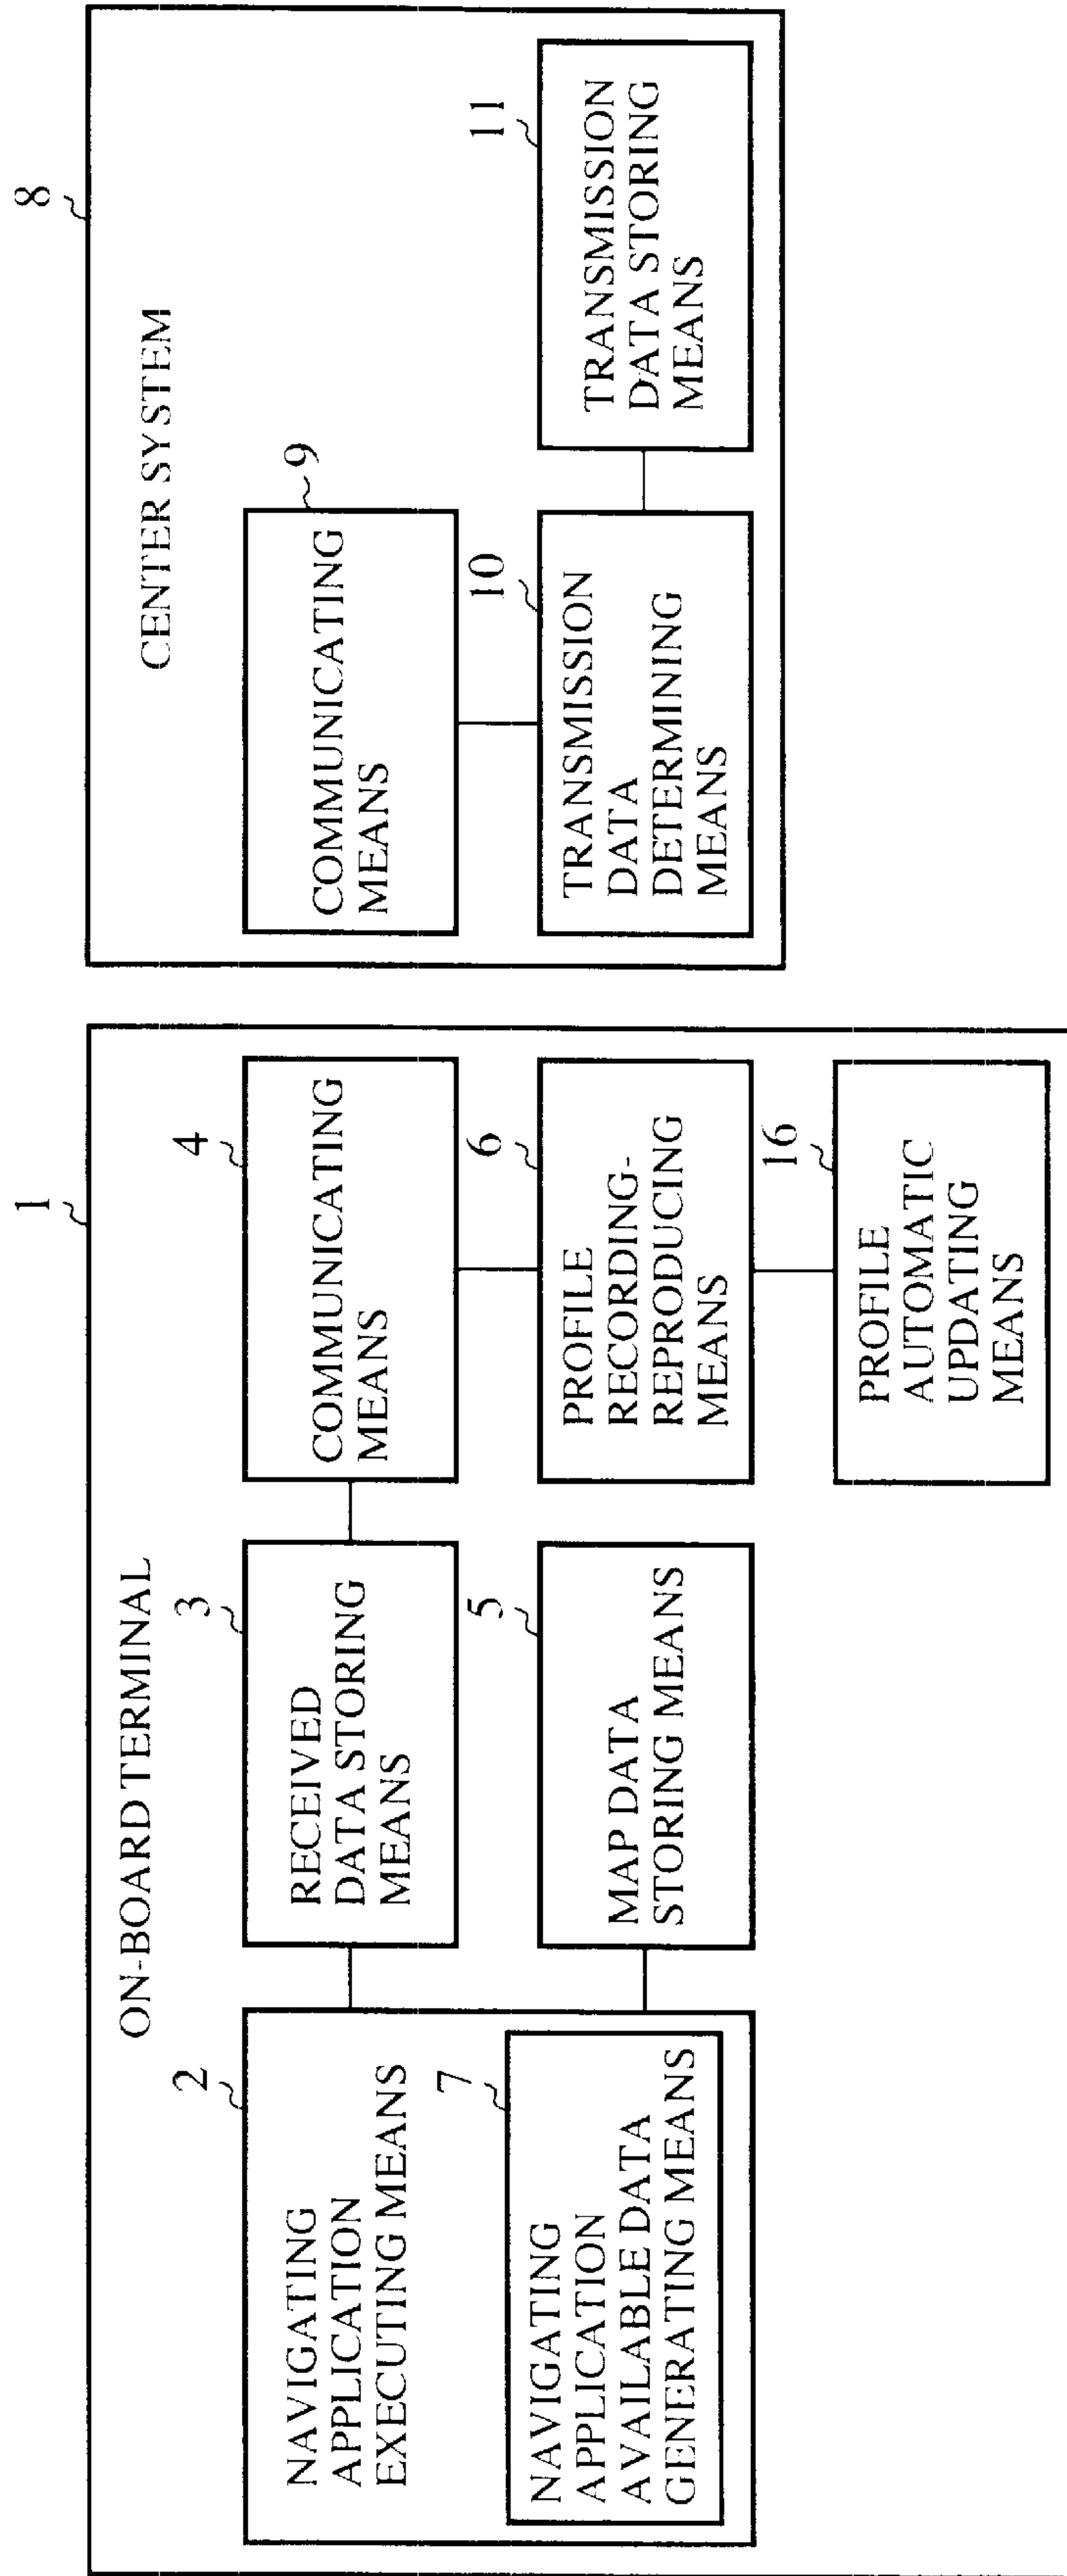 1
ON-BOARD TERMINAL
2
NAVIGATING
APPLICATION
EXECUTING MEANS
7
NAVIGATING
APPLICATION
AVAILABLE DATA
GENERATING MEANS
3
RECEIVED
DATA STORING
MEANS
4
COMMUNICATING
MEANS
5
MAP DATA
STORING MEANS
6
PROFILE
RECORDING-
REPRODUCING
MEANS
16
PROFILE
AUTOMATIC
UPDATING
MEANS
8
CENTER SYSTEM
9
COMMUNICATING
MEANS
10
TRANSMISSION
DATA
DETERMINING
MEANS
11
TRANSMISSION
DATA STORING
MEANS